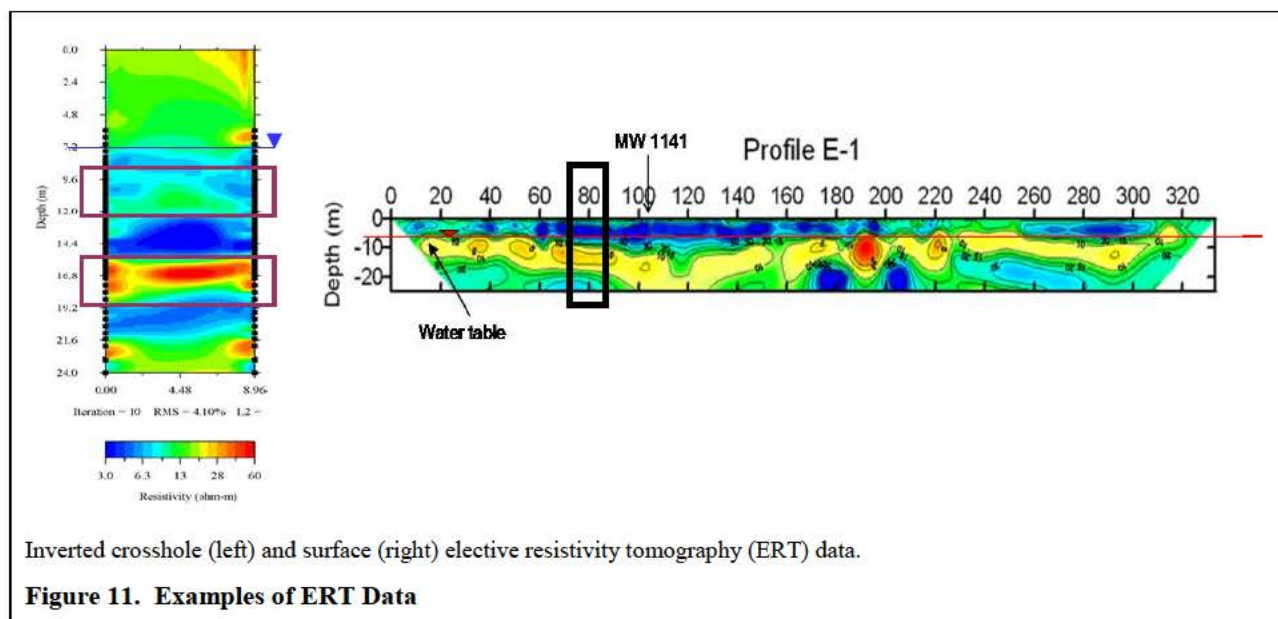 0.0
2.4
4.8
7.2
9.6
12.0
14.4
16.8
19.2
21.6
24.0
Depth (m)
0.00 4.48 8.96
Iteration = 10 RMS = 4.10% L2 =
3.0 6.3 13 28 60
Resistivity (ohm-m)
MW 1141
Profile E-1
0 20 40 60 80 100 120 140 160 180 200 220 240 260 280 300 320
0
-10
-20
Depth (m)
Water table
Inverted crosshole (left) and surface (right) elective resistivity tomography (ERT) data.
Figure 11. Examples of ERT Data